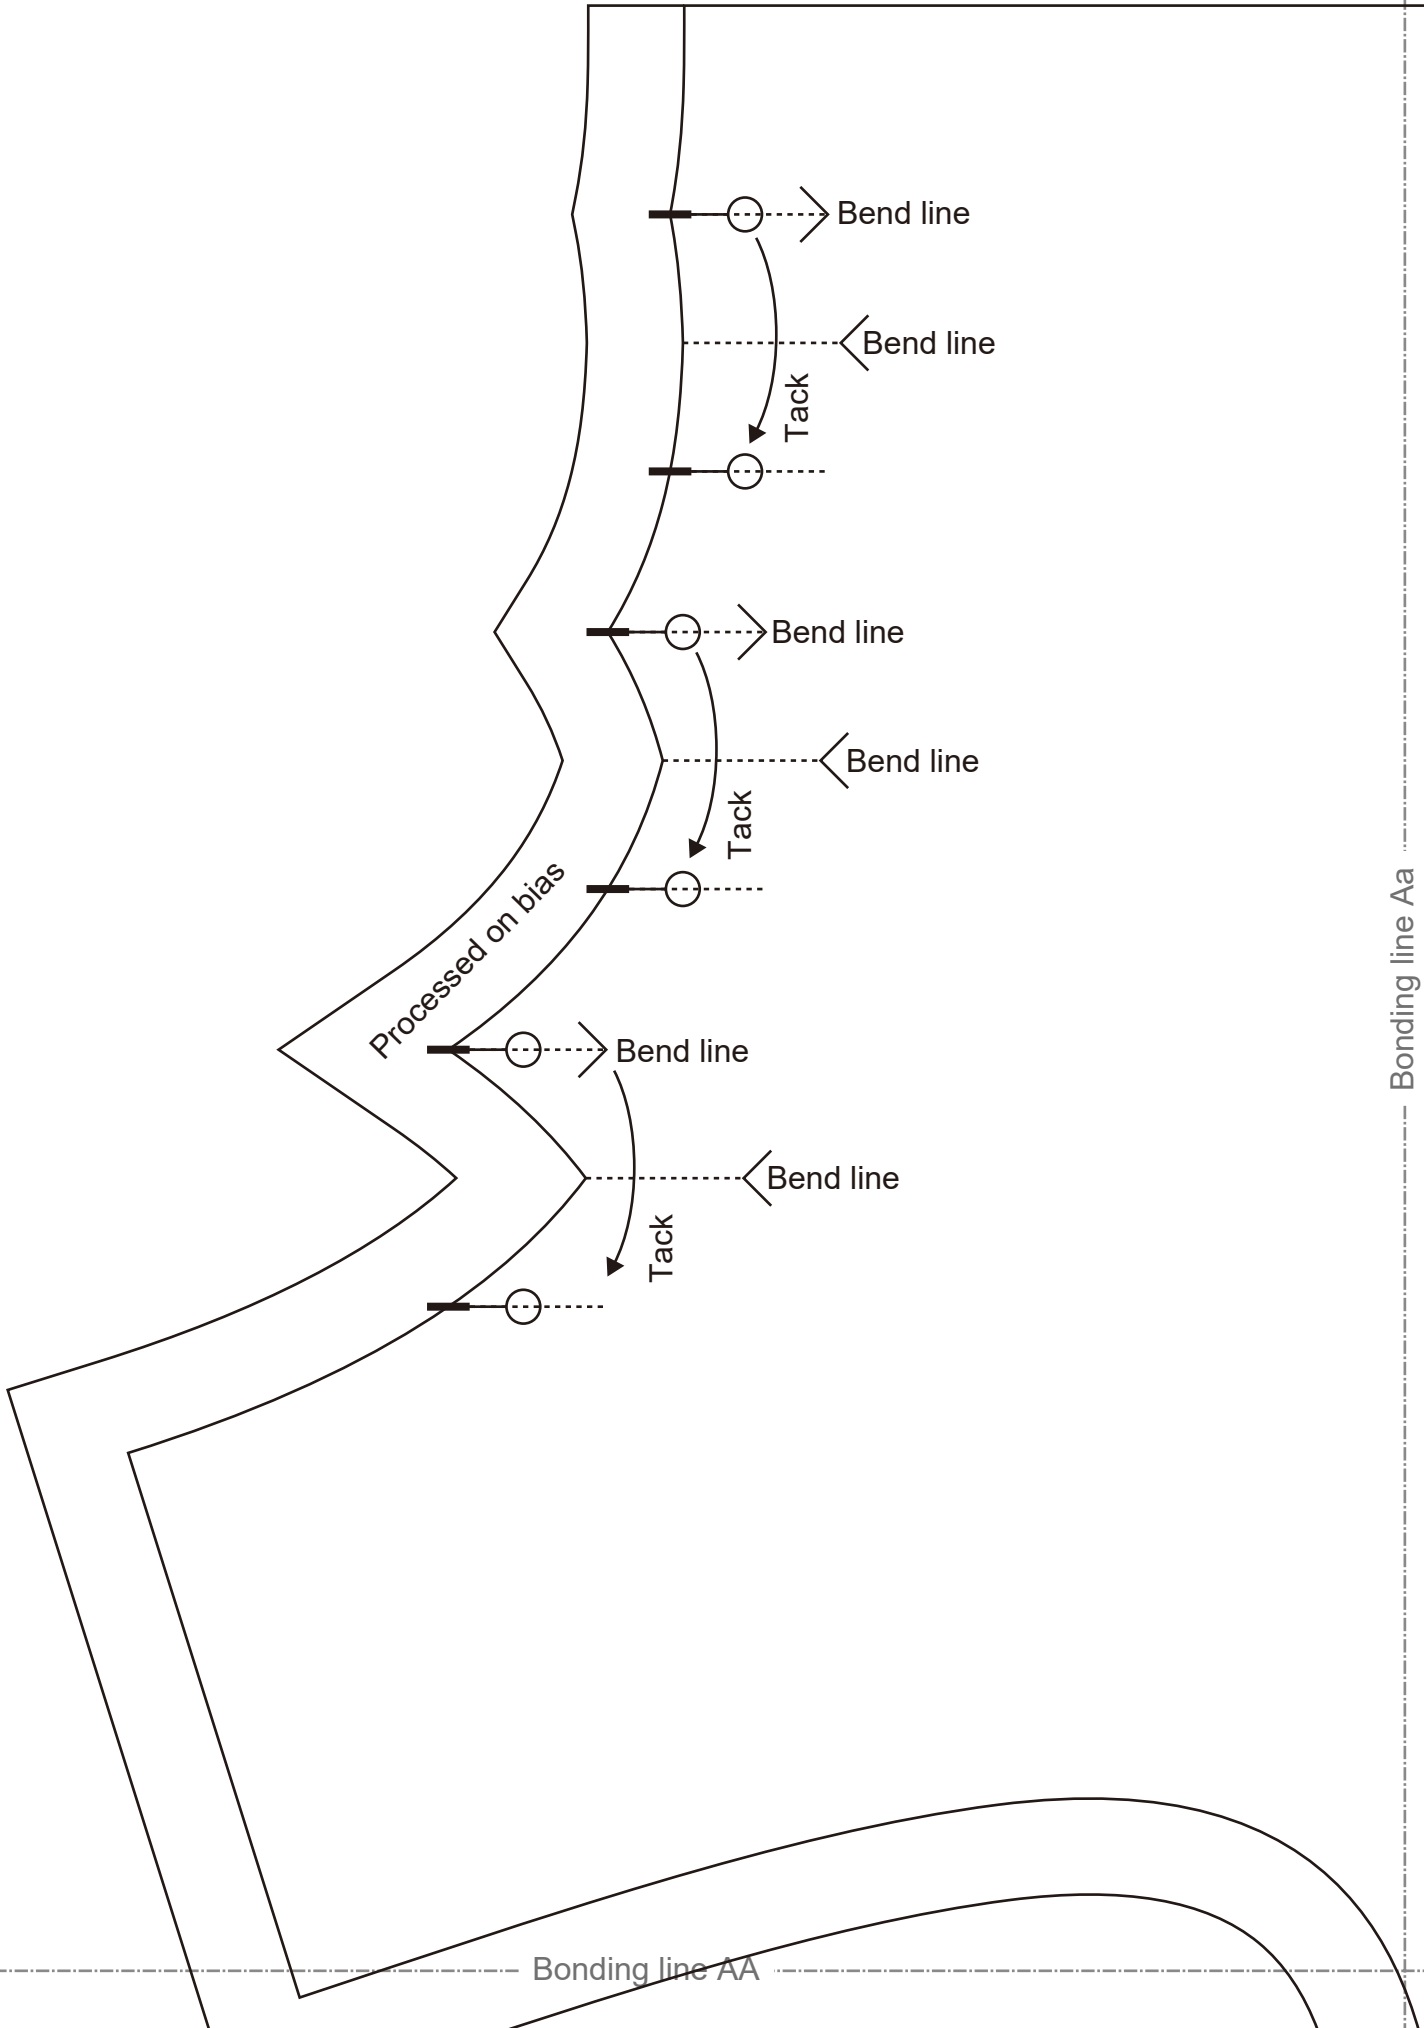 Bend line
Bend line
Tack
Bend line
Bend line
Tack
Processed on bias
Bonding line Aa
Bend line
Bend line
Tack
Bonding line AA